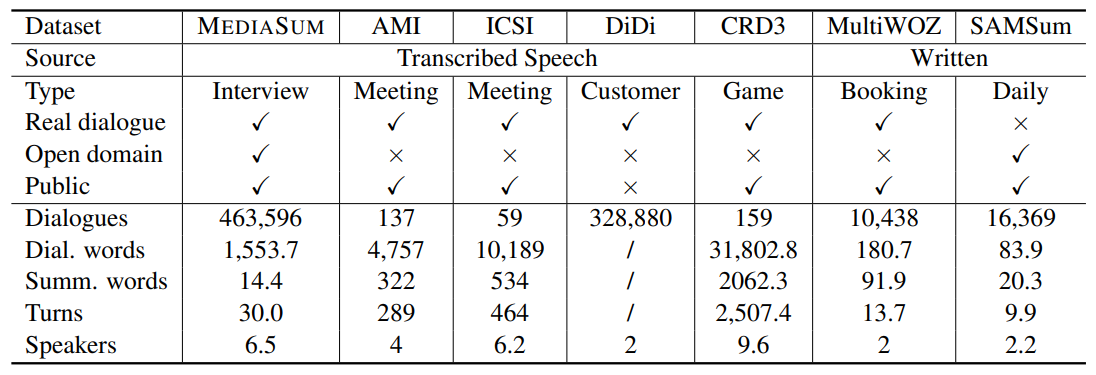 Dataset MEDIASUM AMI ICSI DiDi CRD3 MultiWOZ SAMSum
Source Transcribed Speech Written
Type Interview Meeting Meeting Customer Game Booking Daily
Real dialogue ✓ ✓ ✓ ✓ ✓ ✓ ×
Open domain ✓ × × × × × ✓
Public ✓ ✓ ✓ × ✓ ✓ ✓
Dialogues 463,596 137 59 328,880 159 10,438 16,369
Dial. words 1,553.7 4,757 10,189 / 31,802.8 180.7 83.9
Summ. words 14.4 322 534 / 2062.3 91.9 20.3
Turns 30.0 289 464 / 2,507.4 13.7 9.9
Speakers 6.5 4 6.2 2 9.6 2 2.2